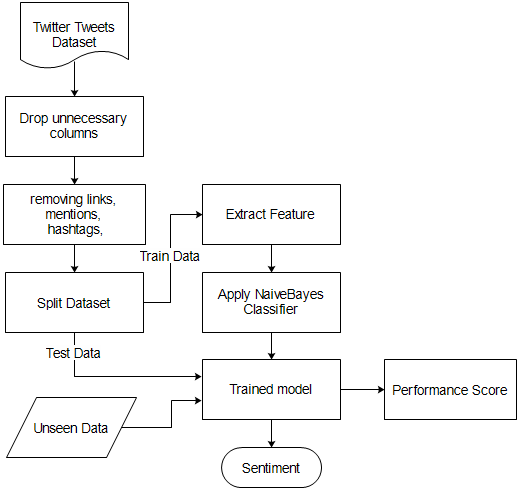 Twitter Tweets
Dataset
Drop unnecessary
columns
removing links,
mentions,
hashtags,
Extract Feature
Train Data
Split Dataset
Apply NaiveBayes
Classifier
Test Data
Trained model
Performance Score
Unseen Data
Sentiment